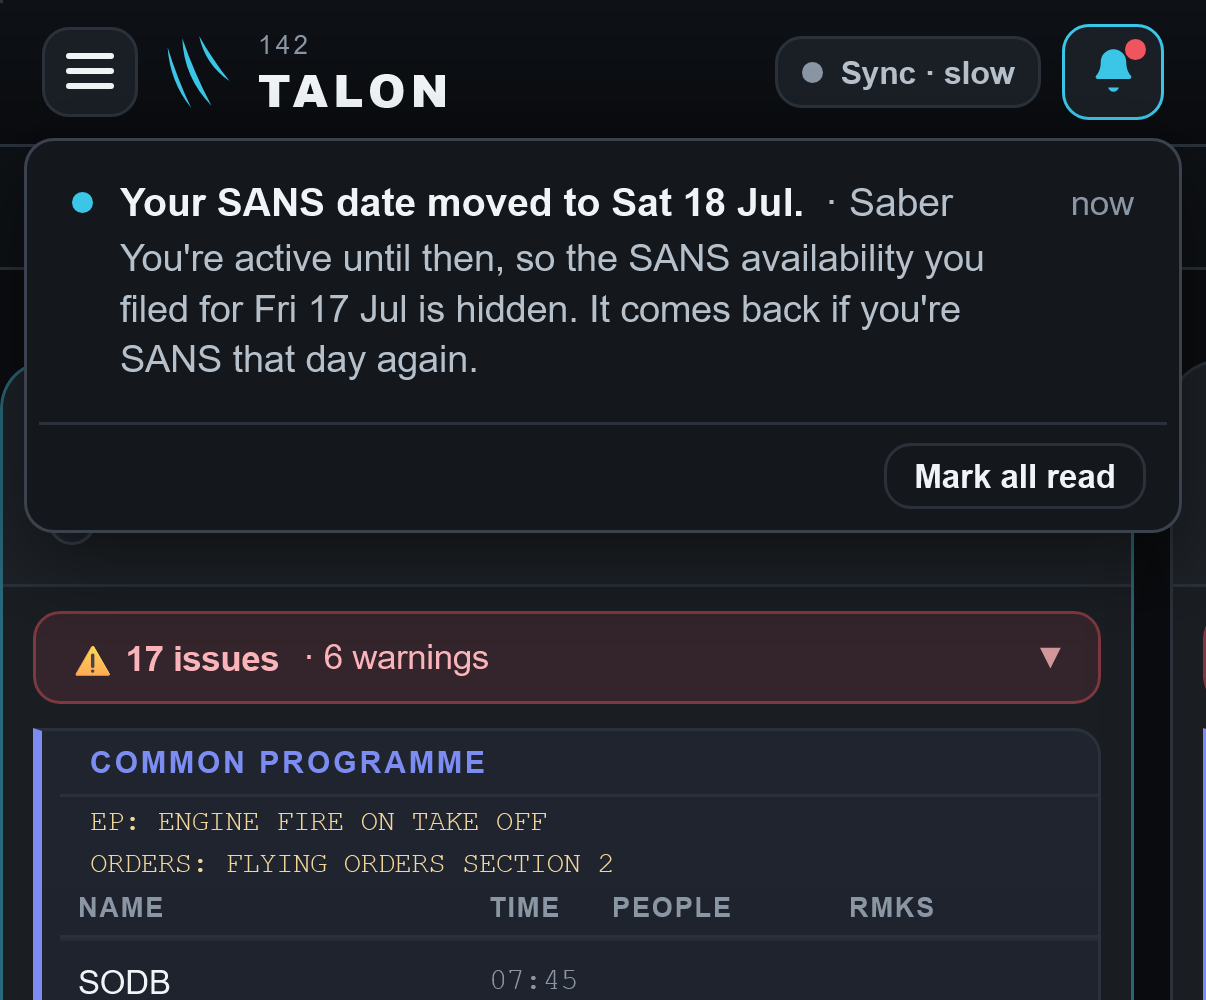 142
TALON
Sync · slow
Your SANS date moved to Sat 18 Jul. · Saber now
You're active until then, so the SANS availability you
filed for Fri 17 Jul is hidden. It comes back if you're
SANS that day again.
Mark all read
17 issues · 6 warnings
COMMON PROGRAMME
EP: ENGINE FIRE ON TAKE OFF
ORDERS: FLYING ORDERS SECTION 2
NAME TIME PEOPLE RMKS
SODB 07:45